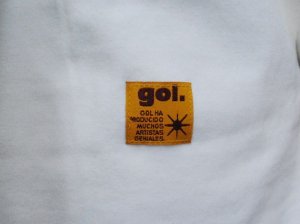 gol.
GOL HA
PRODUCIDO
MUCHOS
ARTISTAS
GENIALES.